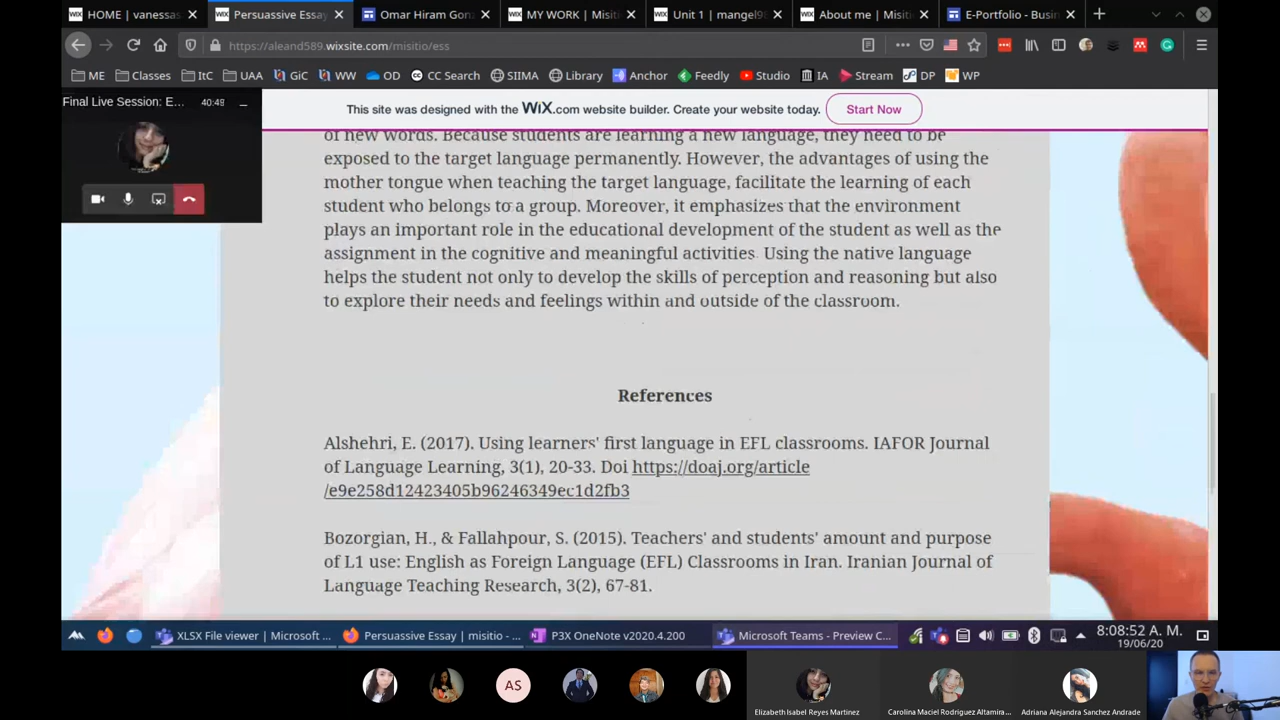 HOME | vanessas
Persuassive Essay
Omar Hiram Gon
MY WORK | Misiti
Unit 1 | mangel98
About me | Misiti
E-Portfolio - Busin
https://aleand589.wixsite.com/misitio/ess
ME Classes ItC UAA GiC WW OD CC Search SIIMA Library Anchor Feedly Studio IA Stream DP WP
Final Live Session: E... 40:48
This site was designed with the WiX.com website builder. Create your website today. Start Now
of new words. Because students are learning a new language, they need to be
exposed to the target language permanently. However, the advantages of using the
mother tongue when teaching the target language, facilitate the learning of each
student who belongs to a group. Moreover, it emphasizes that the environment
plays an important role in the educational development of the student as well as the
assignment in the cognitive and meaningful activities. Using the native language
helps the student not only to develop the skills of perception and reasoning but also
to explore their needs and feelings within and outside of the classroom.
References
Alshehri, E. (2017). Using learners' first language in EFL classrooms. IAFOR Journal
of Language Learning, 3(1), 20-33. Doi https://doaj.org/article
/e9e258d12423405b96246349ec1d2fb3
Bozorgian, H., & Fallahpour, S. (2015). Teachers' and students' amount and purpose
of L1 use: English as Foreign Language (EFL) Classrooms in Iran. Iranian Journal of
Language Teaching Research, 3(2), 67-81.
XLSX File viewer | Microsoft ...
Persuassive Essay | misitio - ...
P3X OneNote v2020.4.200
Microsoft Teams - Preview C...
8:08:52 A. M.
19/06/20
AS
Elizabeth Isabel Reyes Martinez
Carolina Maciel Rodriguez Altamira...
Adriana Alejandra Sanchez Andrade